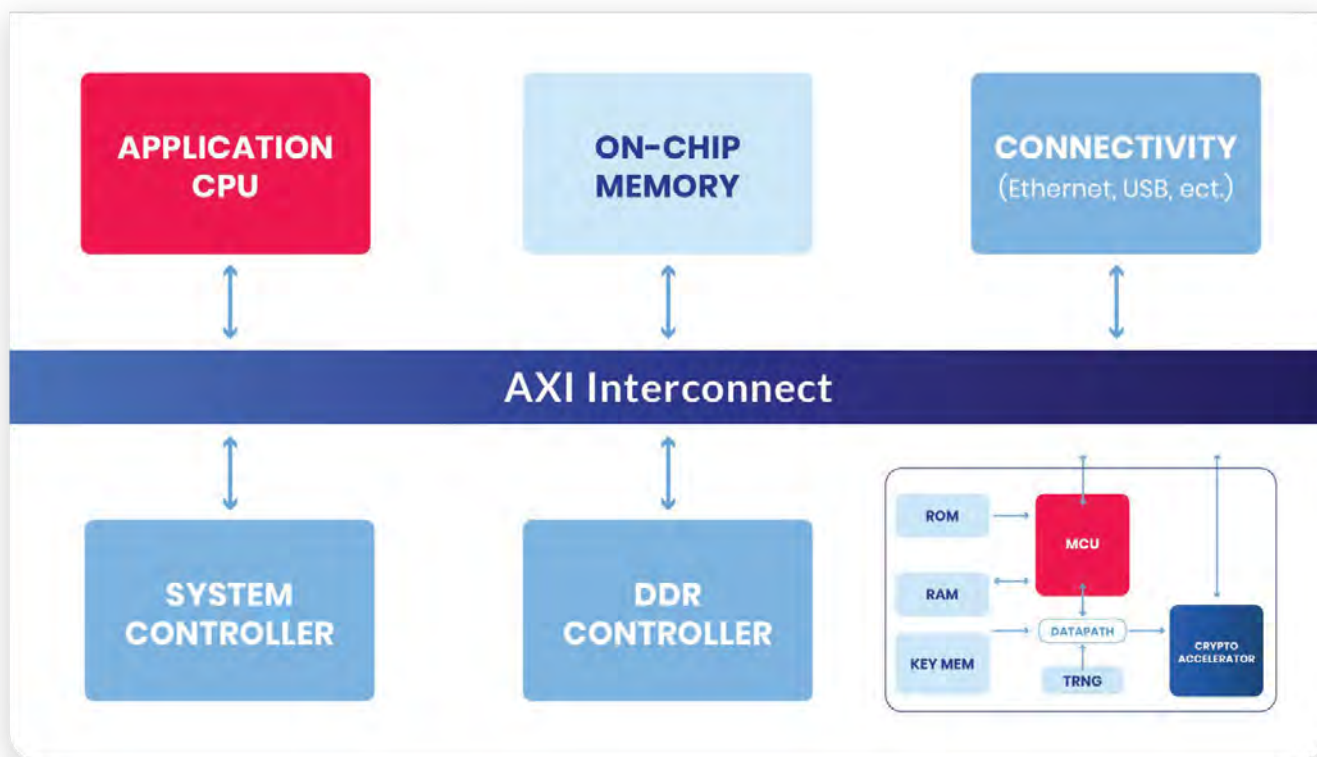 APPLICATION
CPU
ON-CHIP
MEMORY
CONNECTIVITY
(Ethernet, USB, ect.)
AXI Interconnect
SYSTEM
CONTROLLER
DDR
CONTROLLER
ROM
MCU
RAM
DATAPATH
KEY MEM
TRNG
CRYPTO
ACCELERATOR